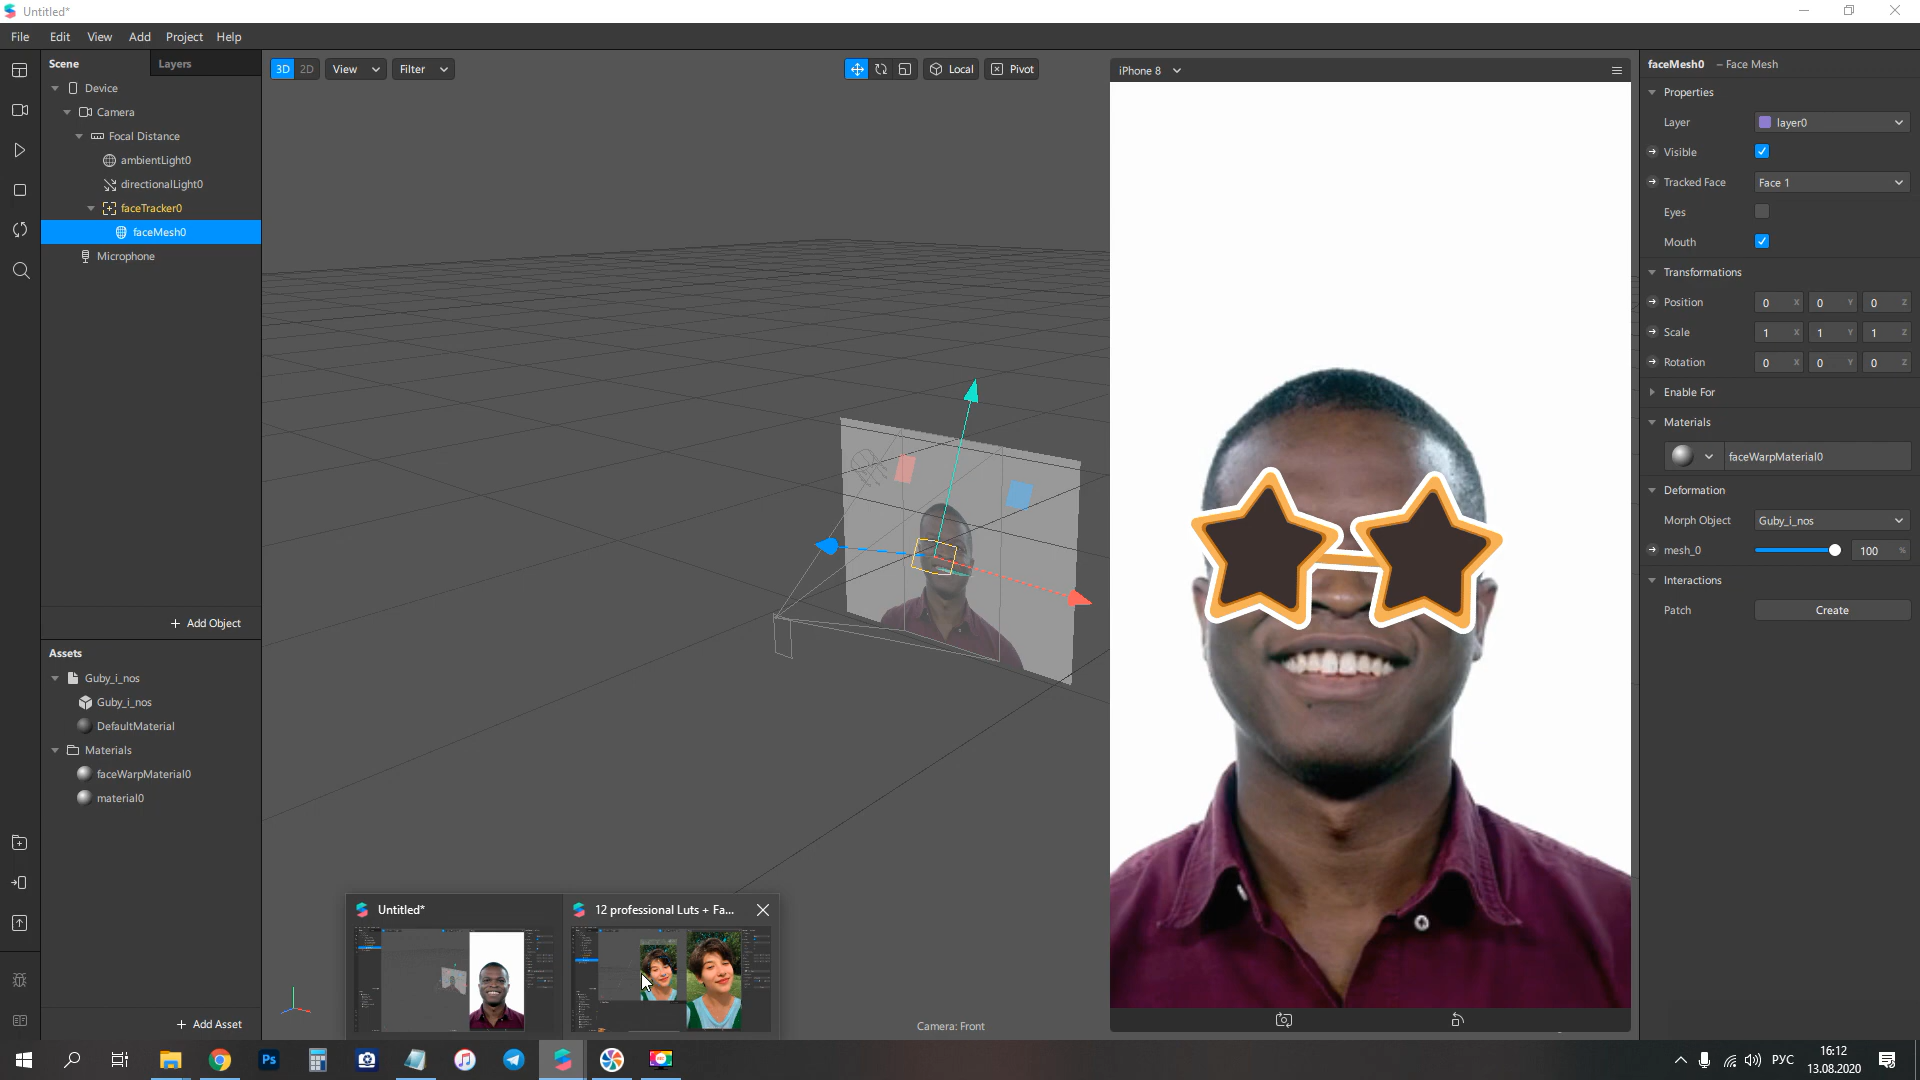 Untitled*
File Edit View Add Project Help
Scene Layers
Device
Camera
Focal Distance
ambientLight0
directionalLight0
faceTracker0
faceMesh0
Microphone
+ Add Object
Assets
Guby_i_nos
Guby_i_nos
DefaultMaterial
Materials
faceWarpMaterial0
material0
+ Add Asset
3D 2D View Filter Local Pivot
Camera: Front
iPhone 8
faceMesh0 – Face Mesh
Properties
Layer layer0
Visible
Tracked Face Face 1
Eyes
Mouth
Transformations
Position 0 X 0 Y 0 Z
Scale 1 X 1 Y 1 Z
Rotation 0 X 0 Y 0 Z
Enable For
Materials
faceWarpMaterial0
Deformation
Morph Object Guby_i_nos
mesh_0 100 %
Interactions
Patch Create
Untitled* 12 professional Luts + Fa...
Ps
РУС 16:12
13.08.2020